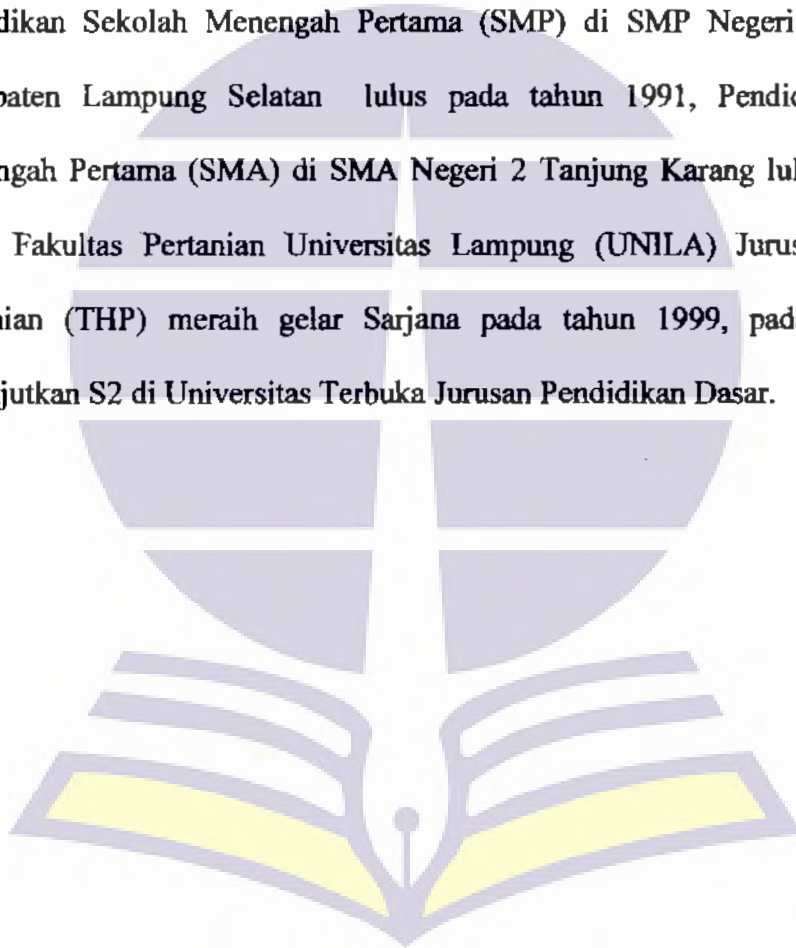 dikan Sekolah Menengah Pertama (SMP) di SMP Negeri
paten Lampung Selatan lulus pada tahun 1991, Pendid
ngah Pertama (SMA) di SMA Negeri 2 Tanjung Karang lul
Fakultas Pertanian Universitas Lampung (UNILA) Jurus
nian (THP) meraih gelar Sarjana pada tahun 1999, pad
jutkan S2 di Universitas Terbuka Jurusan Pendidikan Dasar.